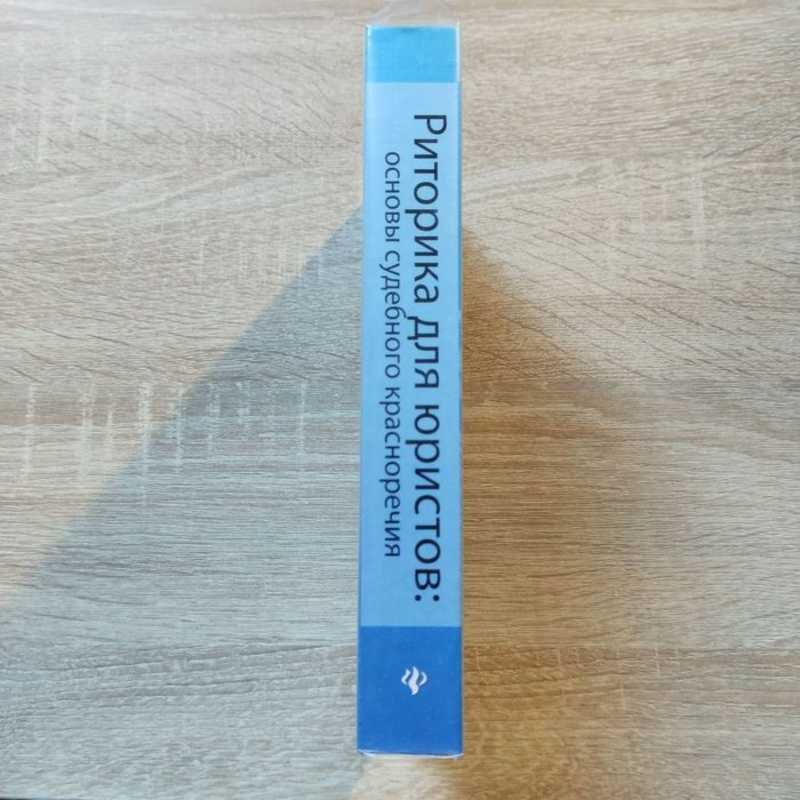 Риторика для юристов:
основы судебного красноречия